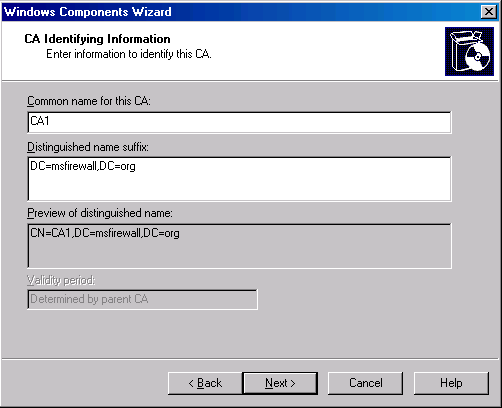 Windows Components Wizard
CA Identifying Information
Enter information to identify this CA.
Common name for this CA:
CA1
Distinguished name suffix:
DC=msfirewall,DC=org
Preview of distinguished name:
CN=CA1,DC=msfirewall,DC=org
Validity period:
Determined by parent CA
< Back Next > Cancel Help